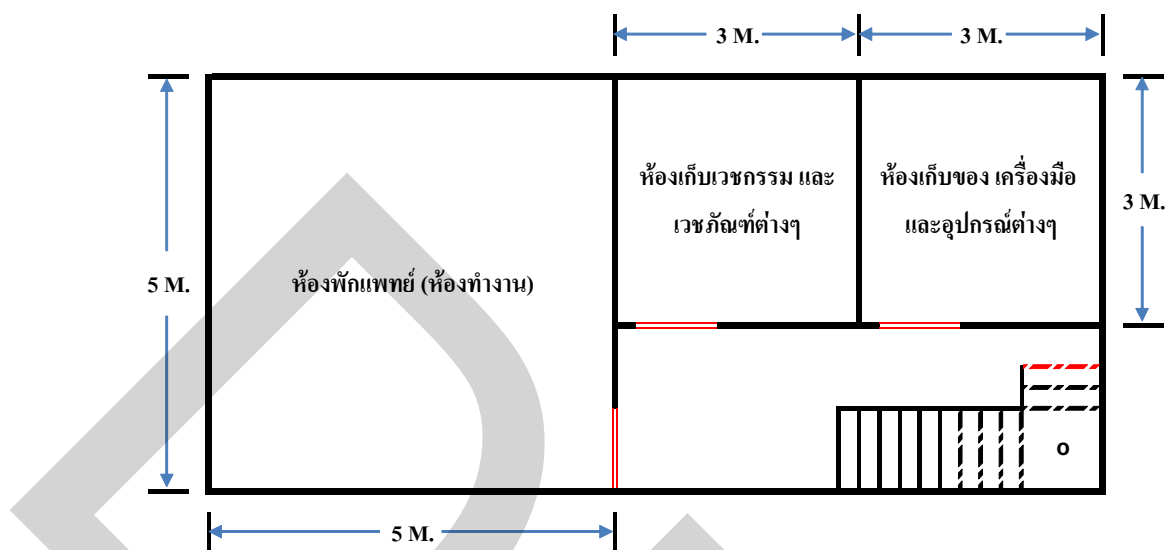 3 M.
3 M.
ห้องเก็บเวชกรรม และ
เวชภัณฑ์ต่างๆ
ห้องเก็บของ เครื่องมือ
และอุปกรณ์ต่างๆ
3 M.
5 M.
ห้องพักแพทย์ (ห้องทำงาน)
o
5 M.